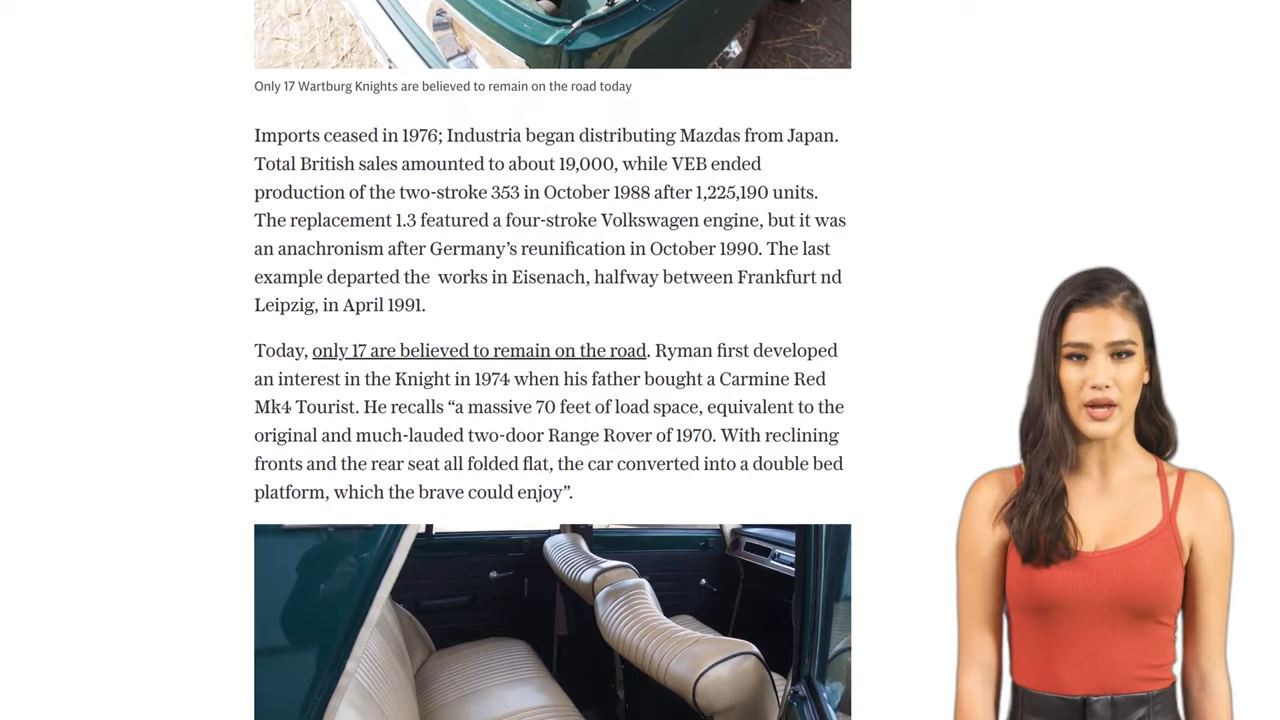 Only 17 Wartburg Knights are believed to remain on the road today
Imports ceased in 1976; Industria began distributing Mazdas from Japan.
Total British sales amounted to about 19,000, while VEB ended
production of the two-stroke 353 in October 1988 after 1,225,190 units.
The replacement 1.3 featured a four-stroke Volkswagen engine, but it was
an anachronism after Germany’s reunification in October 1990. The last
example departed the  works in Eisenach, halfway between Frankfurt nd
Leipzig, in April 1991.
Today, only 17 are believed to remain on the road. Ryman first developed
an interest in the Knight in 1974 when his father bought a Carmine Red
Mk4 Tourist. He recalls “a massive 70 feet of load space, equivalent to the
original and much-lauded two-door Range Rover of 1970. With reclining
fronts and the rear seat all folded flat, the car converted into a double bed
platform, which the brave could enjoy”.